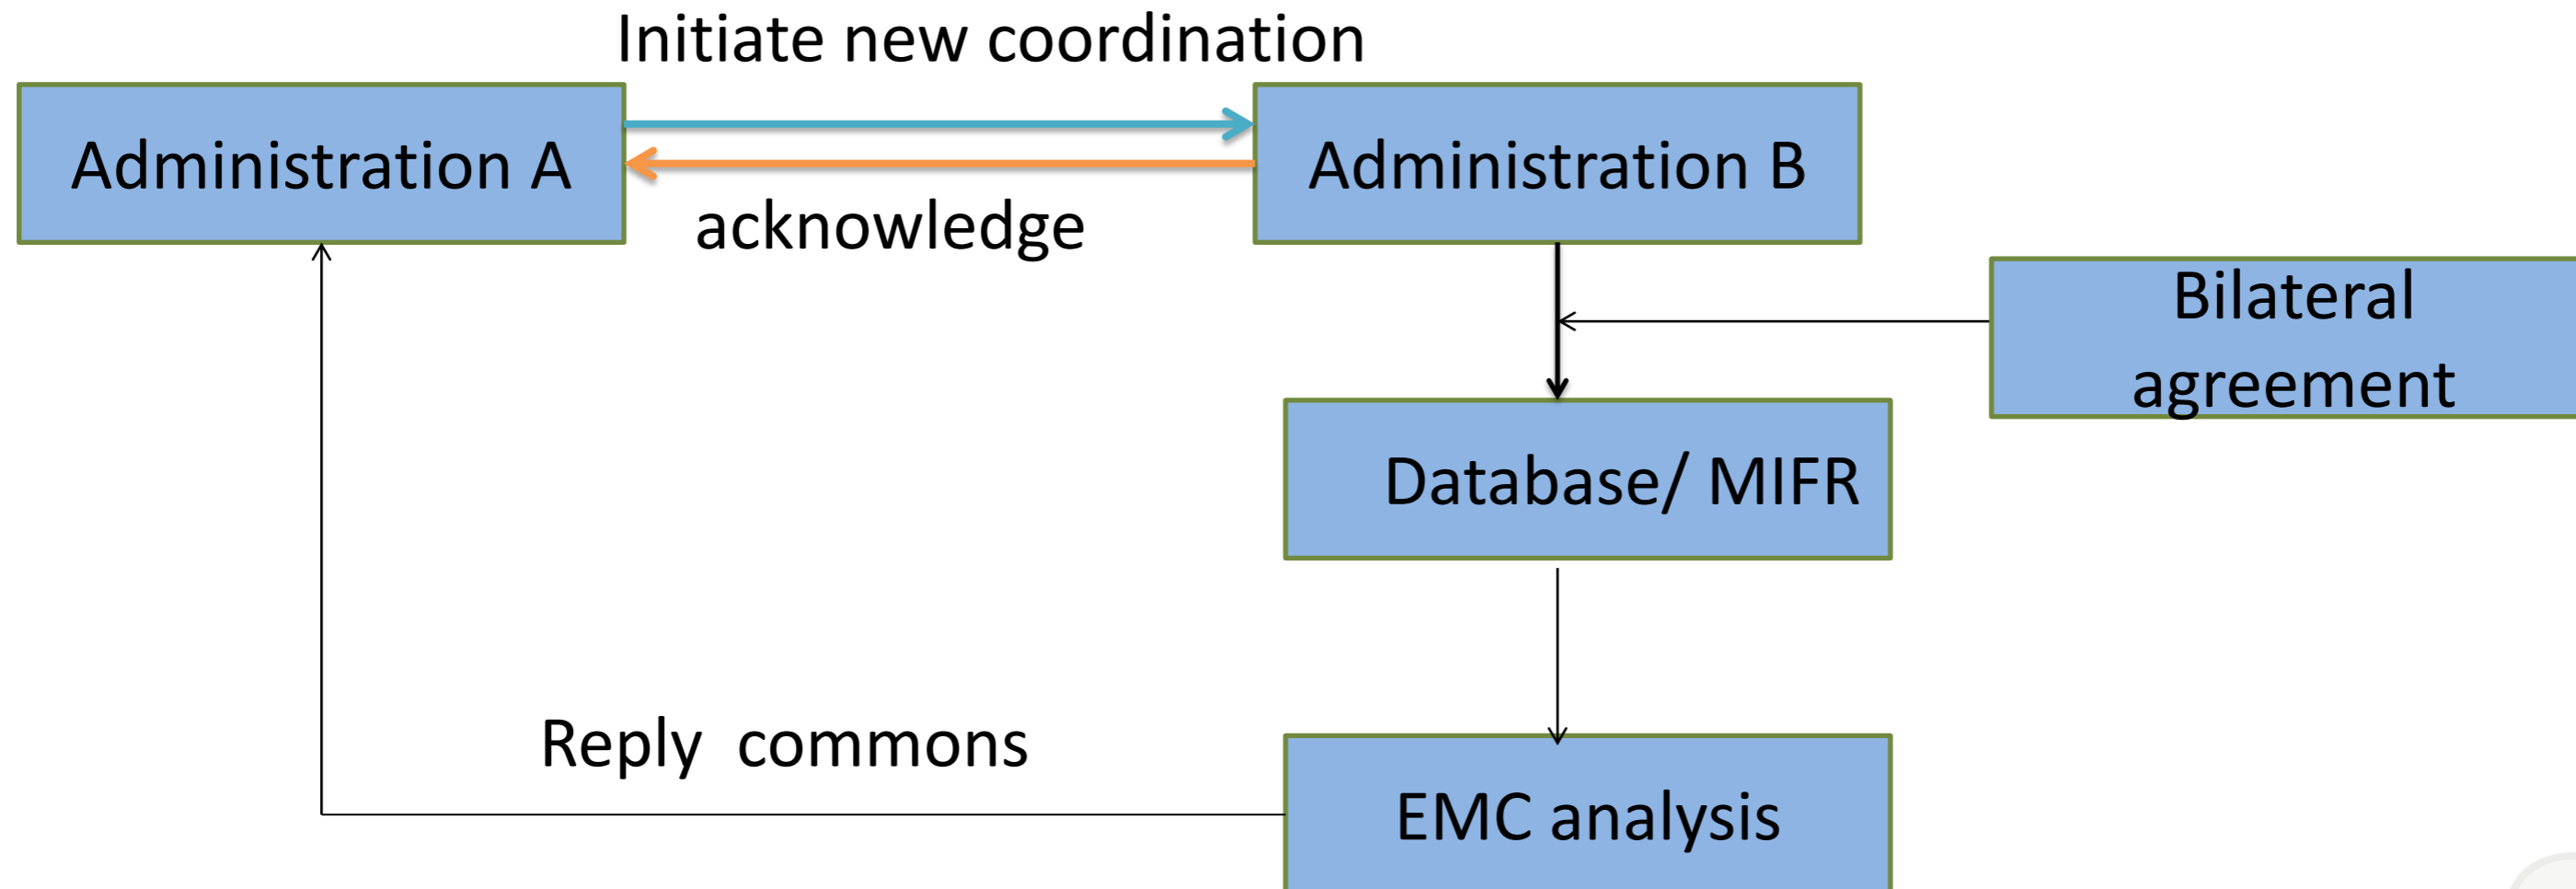 Initiate new coordination
Administration A
Administration B
acknowledge
Bilateral
agreement
Database/ MIFR
Reply  commons
EMC analysis